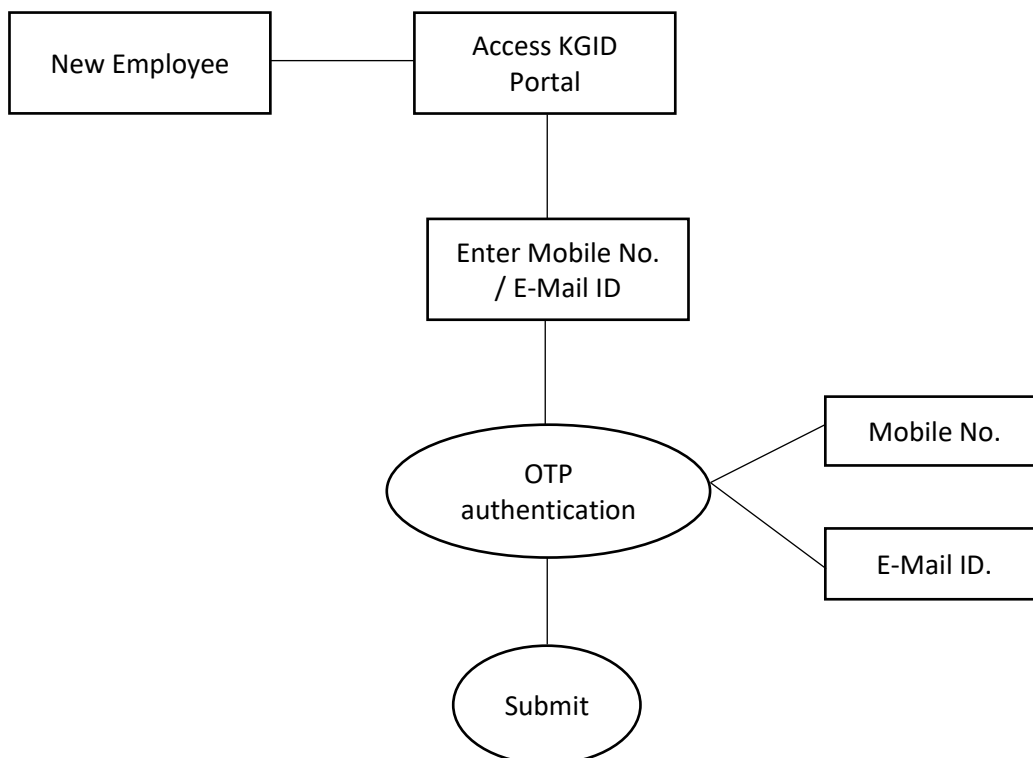 New Employee
Access KGID
Portal
Enter Mobile No.
/ E-Mail ID
OTP
authentication
Mobile No.
E-Mail ID.
Submit